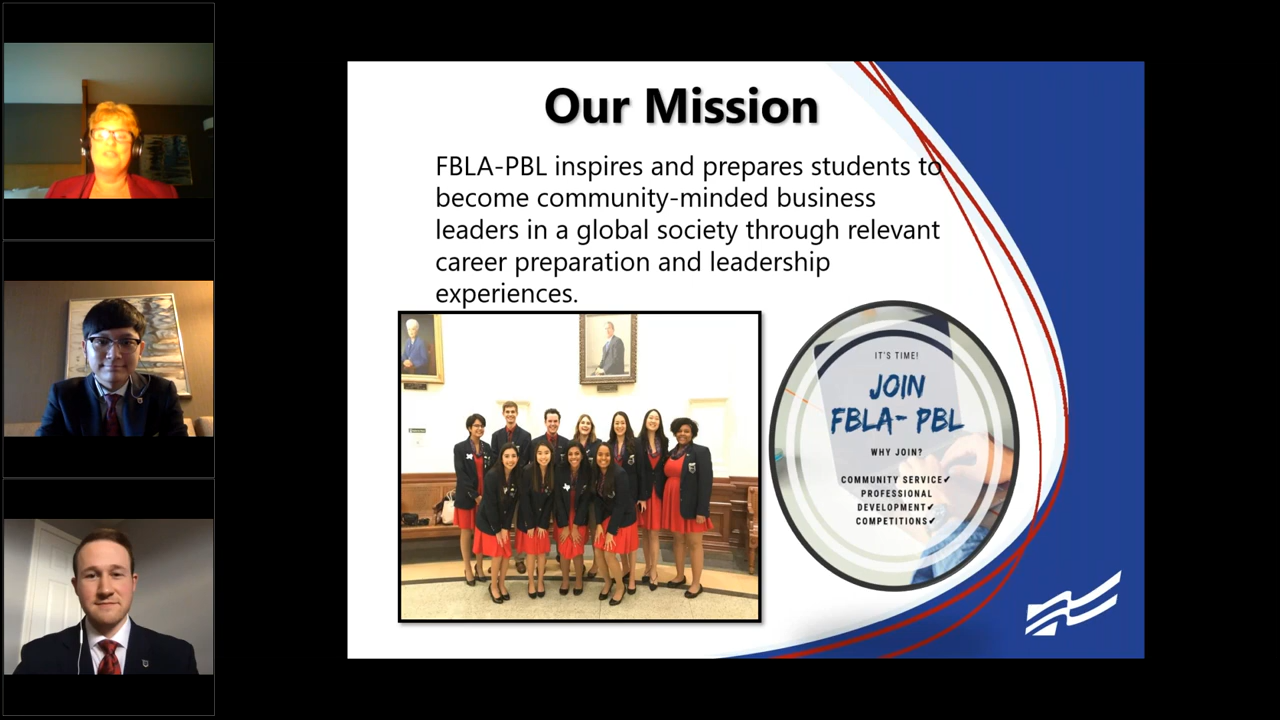 Our Mission
FBLA-PBL inspires and prepares students to
become community-minded business
leaders in a global society through relevant
career preparation and leadership
experiences.
IT'S TIME!
JOIN
FBLA- PBL
WHY JOIN?
COMMUNITY SERVICE✔
PROFESSIONAL
DEVELOPMENT✔
COMPETITIONS✔